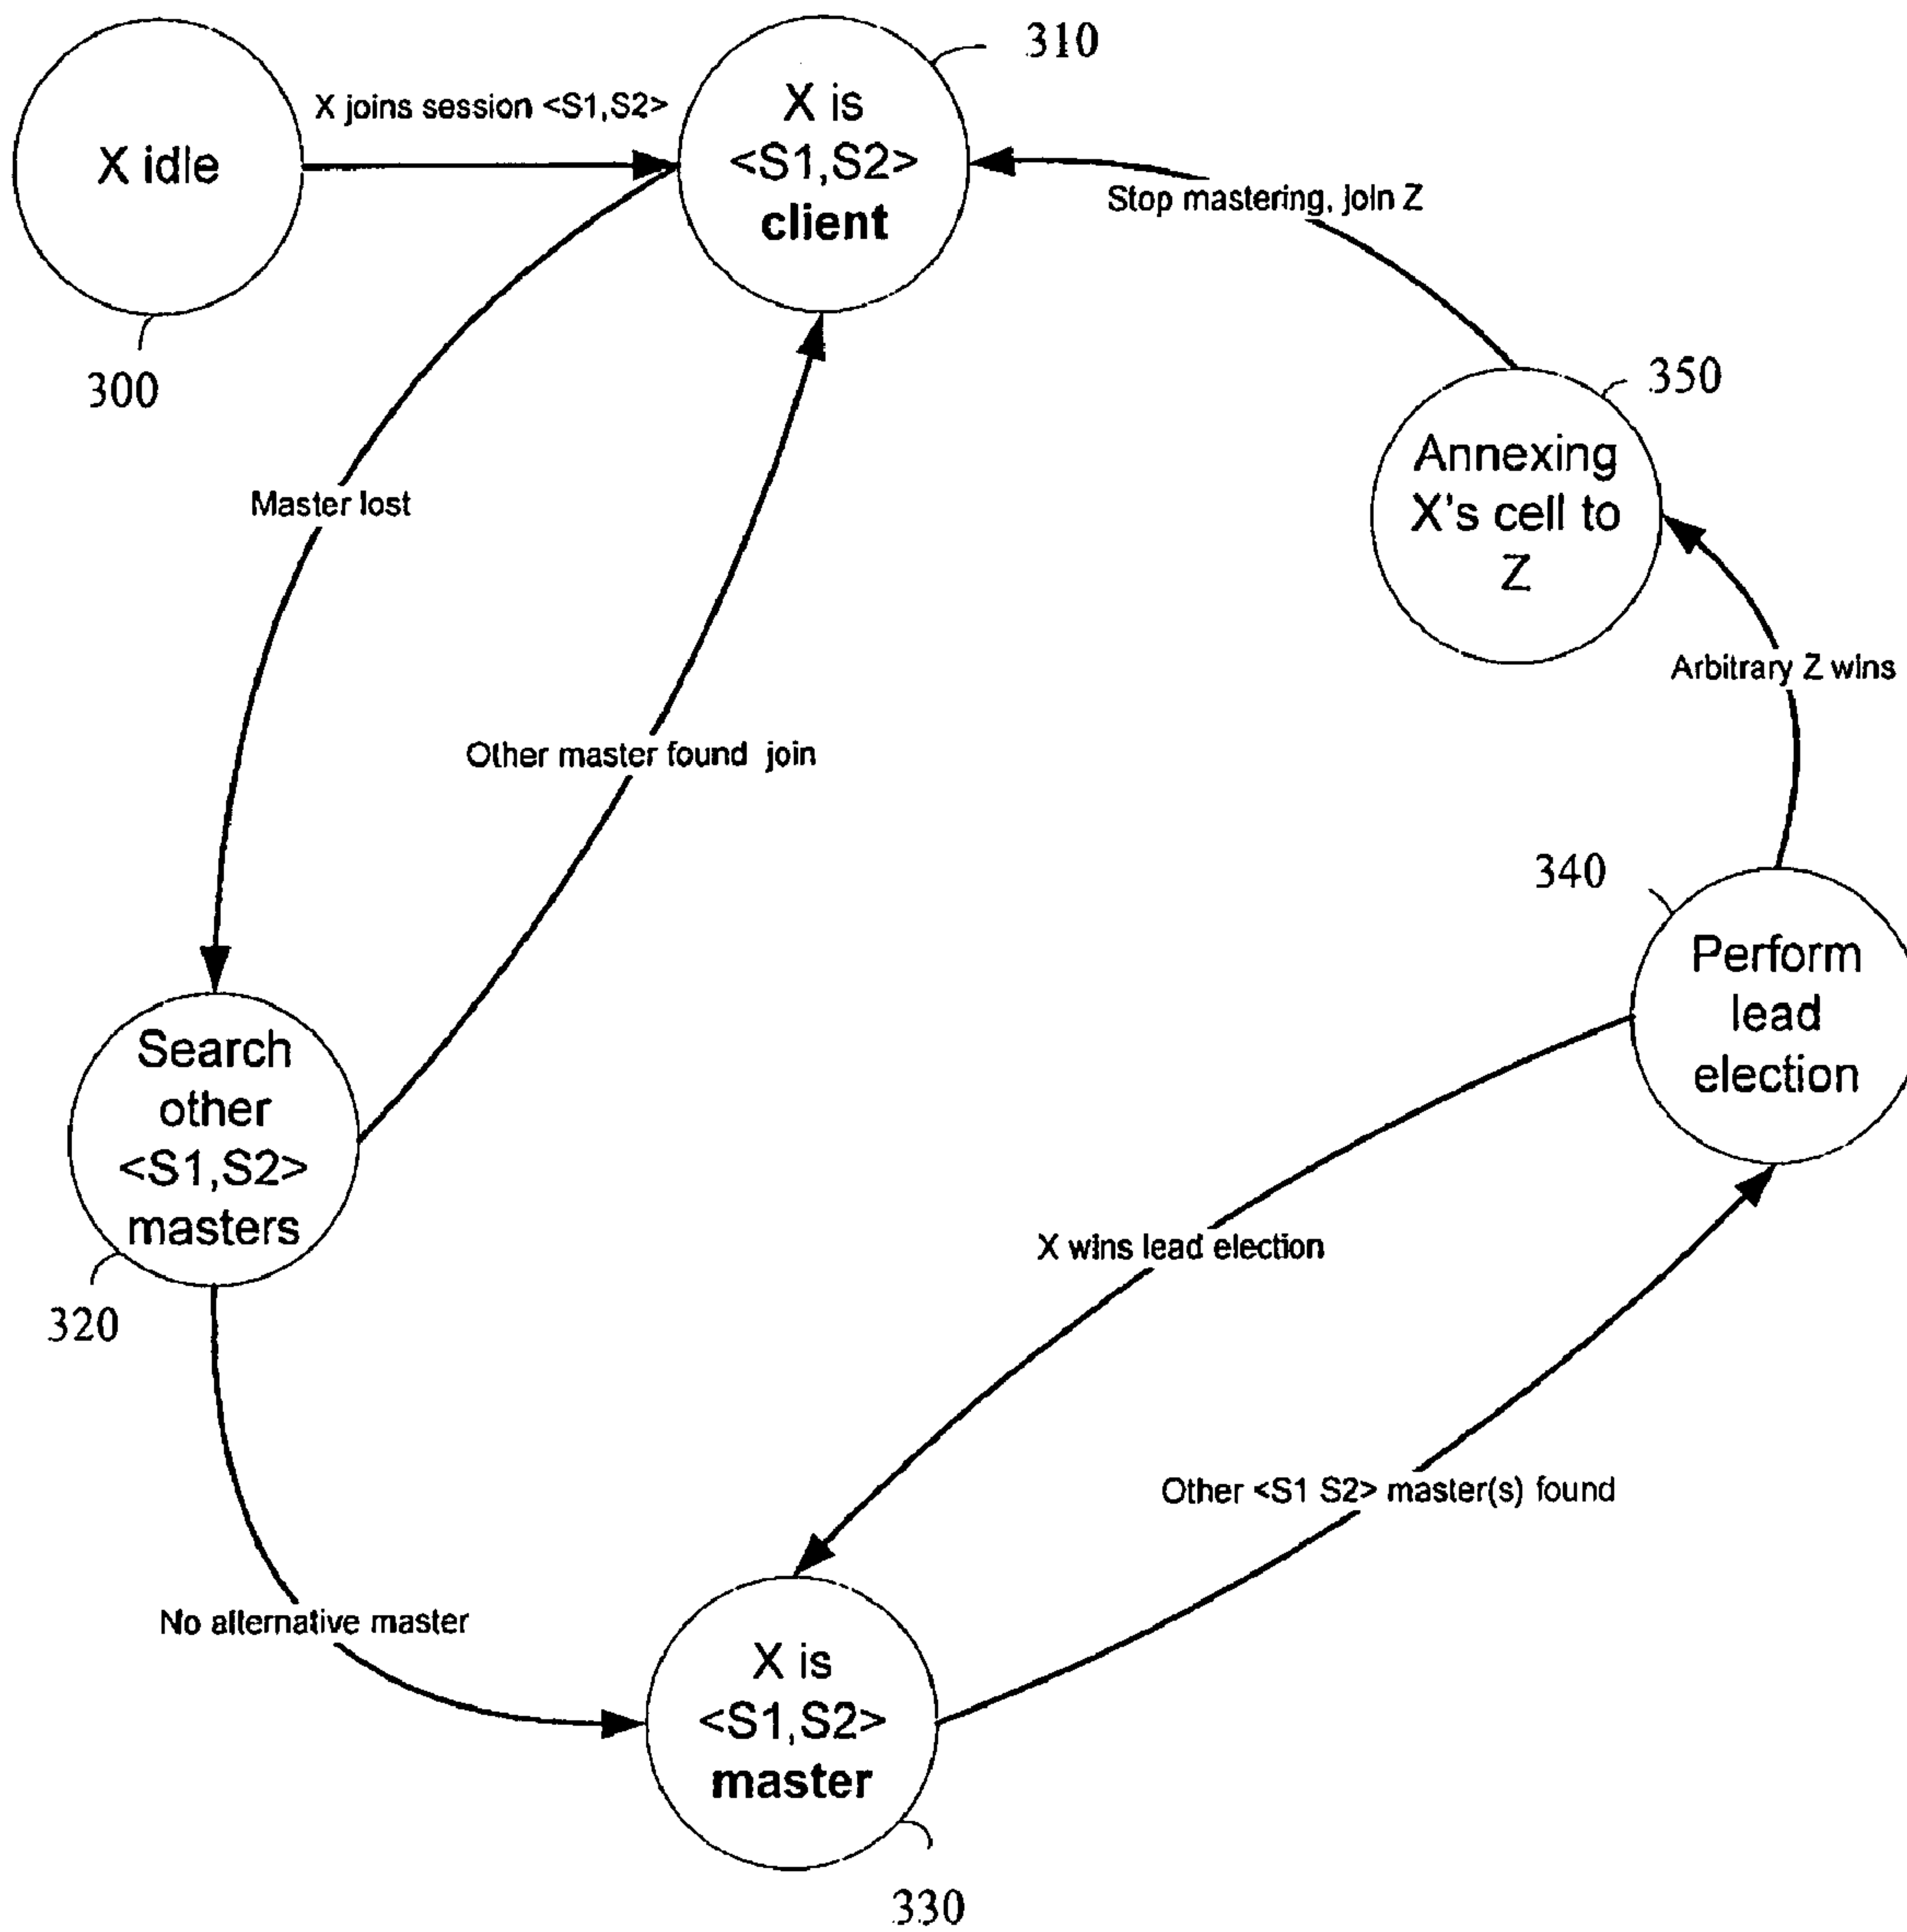 310
X joins session <S1,S2>
X idle
X is
<S1,S2>
client
Stop mastering, join Z
300
350
Annexing
X's cell to
Z
Master lost
Arbitrary Z wins
Other master found  join
340
Perform
lead
election
Search
other
<S1,S2>
masters
320
X wins lead election
Other <S1 S2> master(s) found
No alternative master
X is
<S1,S2>
master
330